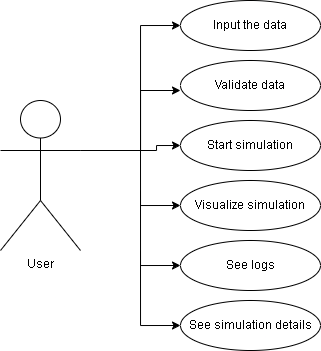 Input the data
Validate data
Start simulation
Visualize simulation
User
See logs
See simulation details